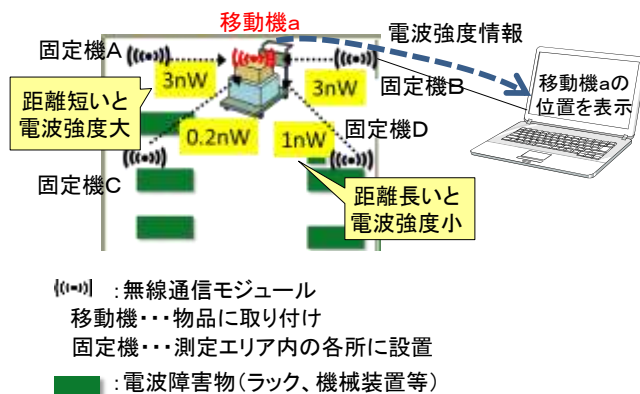 移動機a
電波強度情報
固定機A
3nW
3nW
固定機B
移動機aの
位置を表示
距離短いと
電波強度大
0.2nW
1nW
固定機D
固定機C
距離長いと
電波強度小
:無線通信モジュール
移動機・・・物品に取り付け
固定機・・・測定エリア内の各所に設置
:電波障害物(ラック、機械装置等)